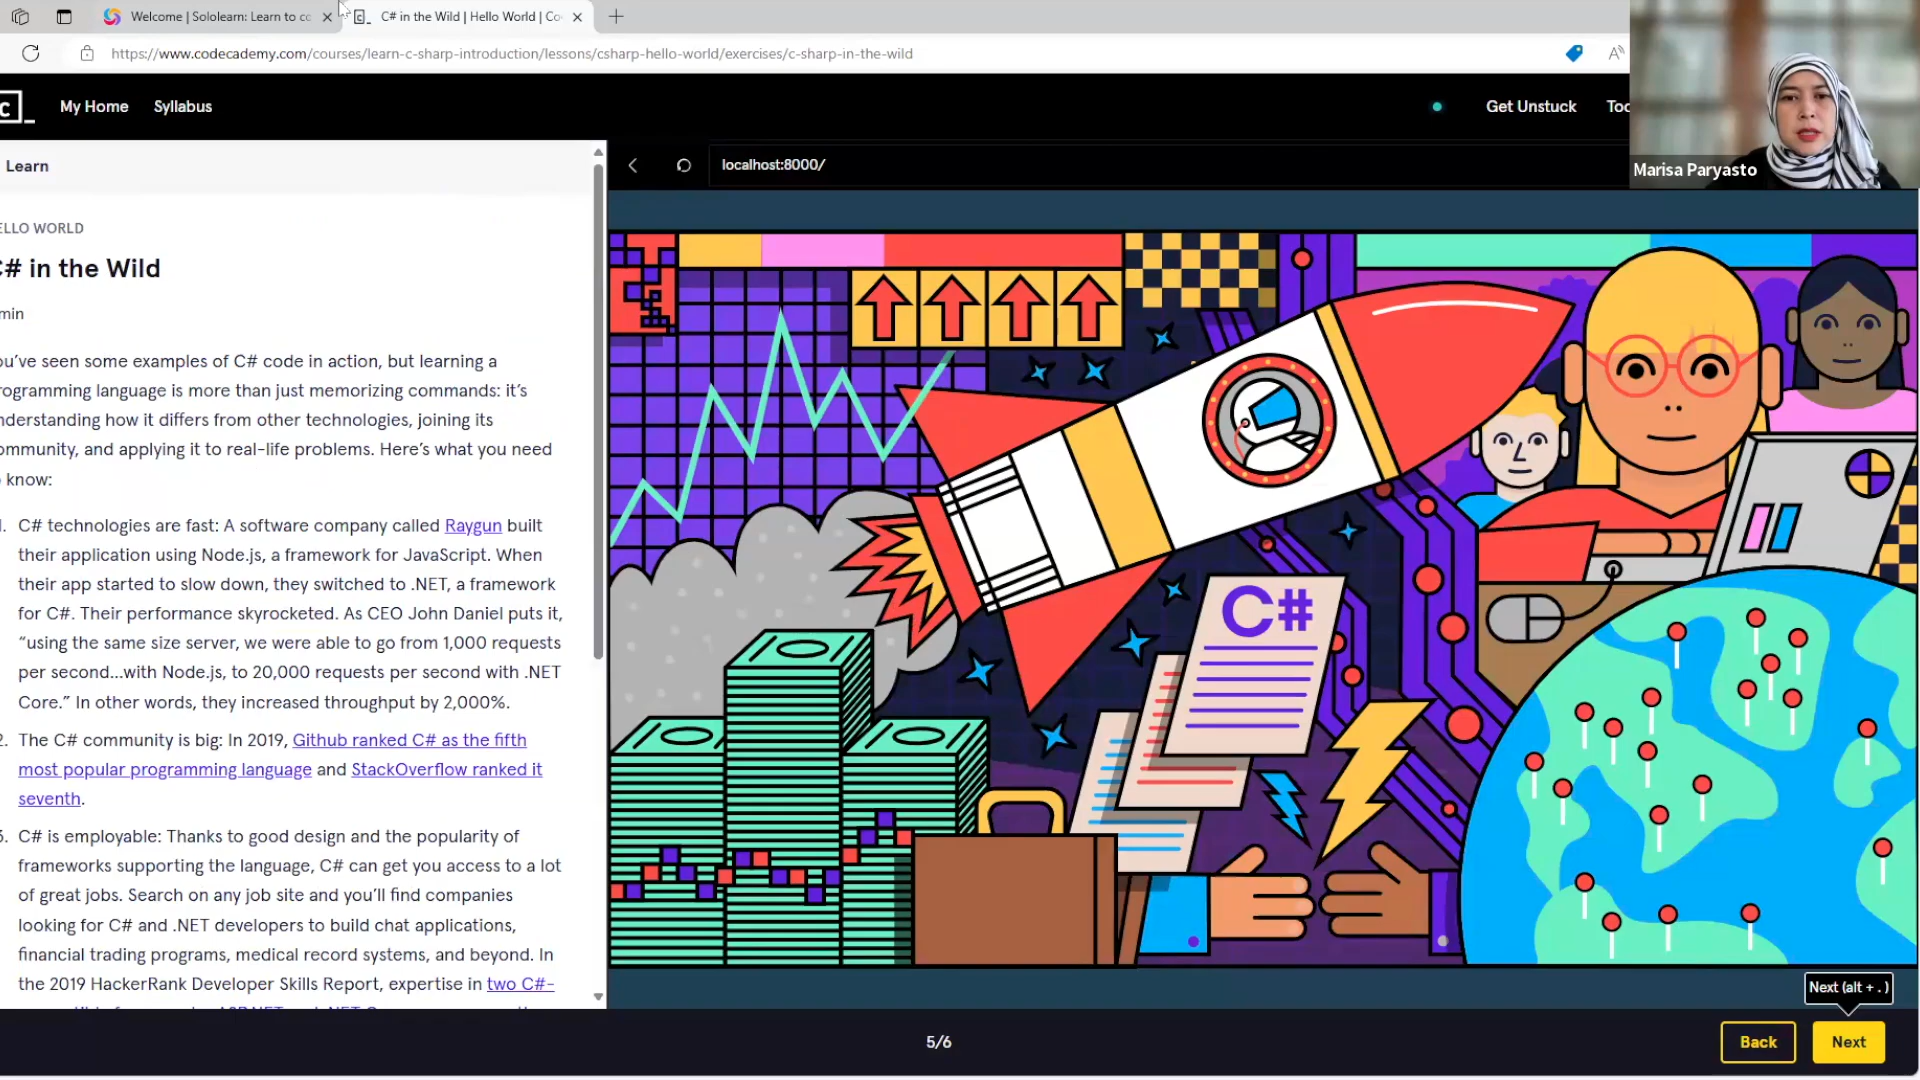 Welcome | Sololearn: Learn to co
C# in the Wild | Hello World | Co
https://www.codecademy.com/courses/learn-c-sharp-introduction/lessons/csharp-hello-world/exercises/c-sharp-in-the-wild
c_
My Home
Syllabus
Get Unstuck
Too
Marisa Paryasto
Learn
localhost:8000/
ELLO WORLD
C# in the Wild
min
ou’ve seen some examples of C# code in action, but learning a
rogramming language is more than just memorizing commands: it’s
nderstanding how it differs from other technologies, joining its
ommunity, and applying it to real-life problems. Here’s what you need
o know:
C# technologies are fast: A software company called Raygun built
their application using Node.js, a framework for JavaScript. When
their app started to slow down, they switched to .NET, a framework
for C#. Their performance skyrocketed. As CEO John Daniel puts it,
“using the same size server, we were able to go from 1,000 requests
per second...with Node.js, to 20,000 requests per second with .NET
Core.” In other words, they increased throughput by 2,000%.
2. The C# community is big: In 2019, Github ranked C# as the fifth
most popular programming language and StackOverflow ranked it
seventh.
3. C# is employable: Thanks to good design and the popularity of
frameworks supporting the language, C# can get you access to a lot
of great jobs. Search on any job site and you’ll find companies
looking for C# and .NET developers to build chat applications,
financial trading programs, medical record systems, and beyond. In
the 2019 HackerRank Developer Skills Report, expertise in two C#-
C#
Next (alt + . )
5/6
Back
Next